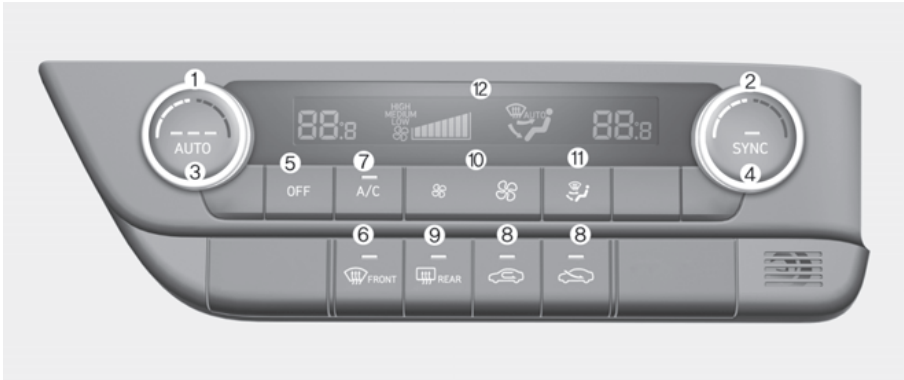 ① ②
⑫
HIGH
MEDIUM
LOW
AUTO
88.8 88.8
AUTO SYNC
③ ④
⑤ ⑦ ⑩ ⑪
OFF A/C
⑥ ⑨ ⑧ ⑧
FRONT REAR